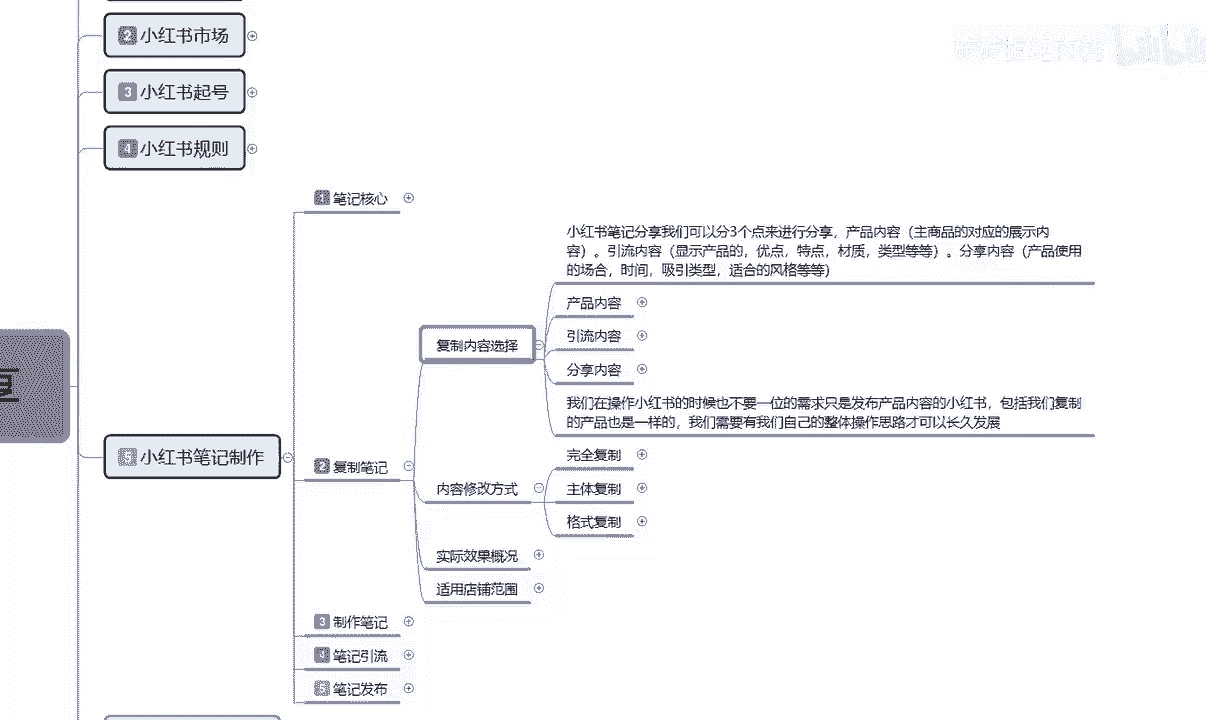 2 小红书市场
3 小红书起号
4 小红书规则
1 笔记核心
小红书笔记分享我们可以分3个点来进行分享，产品内容（主商品的对应的展示内
容）。引流内容（显示产品的，优点，特点，材质，类型等等）。分享内容（产品使用
的场合，时间，吸引类型，适合的风格等等）
产品内容
复制内容选择
引流内容
分享内容
我们在操作小红书的时候也不要一位的需求只是发布产品内容的小红书，包括我们复制
的产品也是一样的，我们需要有我们自己的整体操作思路才可以长久发展
5 小红书笔记制作
2 复制笔记
完全复制
内容修改方式
主体复制
格式复制
实际效果概况
适用店铺范围
3 制作笔记
4 笔记引流
5 笔记发布
bilibili